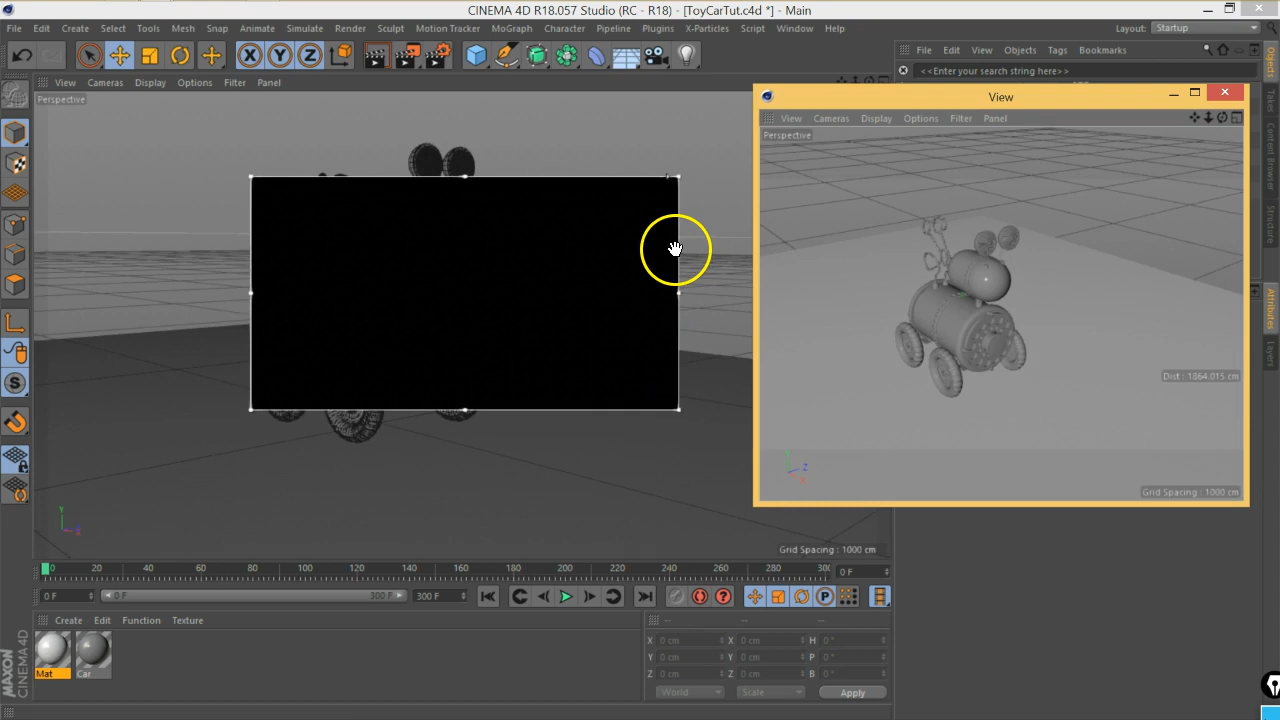 CINEMA 4D R18.057 Studio (RC - R18) - [ToyCarTut.c4d *] - Main
File Edit Create Select Tools Mesh Snap Animate Simulate Render Sculpt Motion Tracker MoGraph Character Pipeline Plugins X-Particles Script Window Help Layout: Startup
X Y Z
File Edit View Objects Tags Bookmarks
<<Enter your search string here>>
View Cameras Display Options Filter Panel
Perspective
View
View Cameras Display Options Filter Panel
Perspective
Dist : 1864.015 cm
Y Z X
Grid Spacing : 1000 cm
Y
Grid Spacing : 1000 cm
Objects
Takes
Content Browser
Structure
Attributes
Layers
S
0 20 40 60 80 100 120 140 160 180 200 220 240 260 280 0 F
0 F 0 F 300 F 300 F
P
Create Edit Function Texture
Mat Car
-- -- --
X 0 cm X 0 cm H 0 °
Y 0 cm Y 0 cm P 0 °
Z 0 cm Z 0 cm B 0 °
World Scale Apply
MAXON
CINEMA 4D